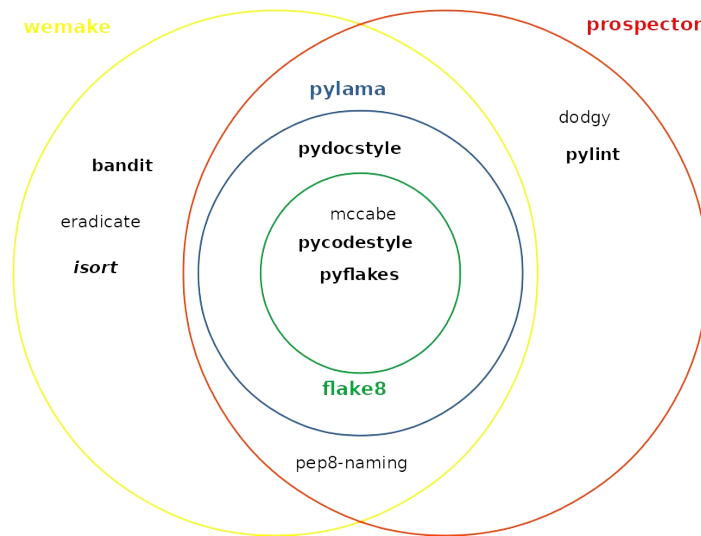 wemake
prospector
pylama
dodgy
pydocstyle
pylint
bandit
mccabe
eradicate
pycodestyle
isort
pyflakes
flake8
pep8-naming